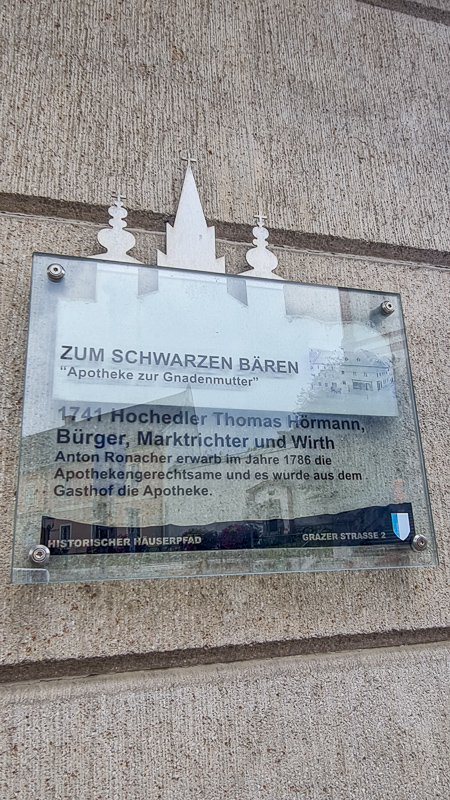 ZUM SCHWARZEN BÄREN
"Apotheke zur Gnadenmutter"
1741 Hochedler Thomas Hörmann,
Bürger, Marktrichter und Wirth
Anton Ronacher erwarb im Jahre 1786 die
Apothekengerechtsame und es wurde aus dem
Gasthof die Apotheke.
HISTORISCHER HÄUSERPFAD GRAZER STRASSE 2